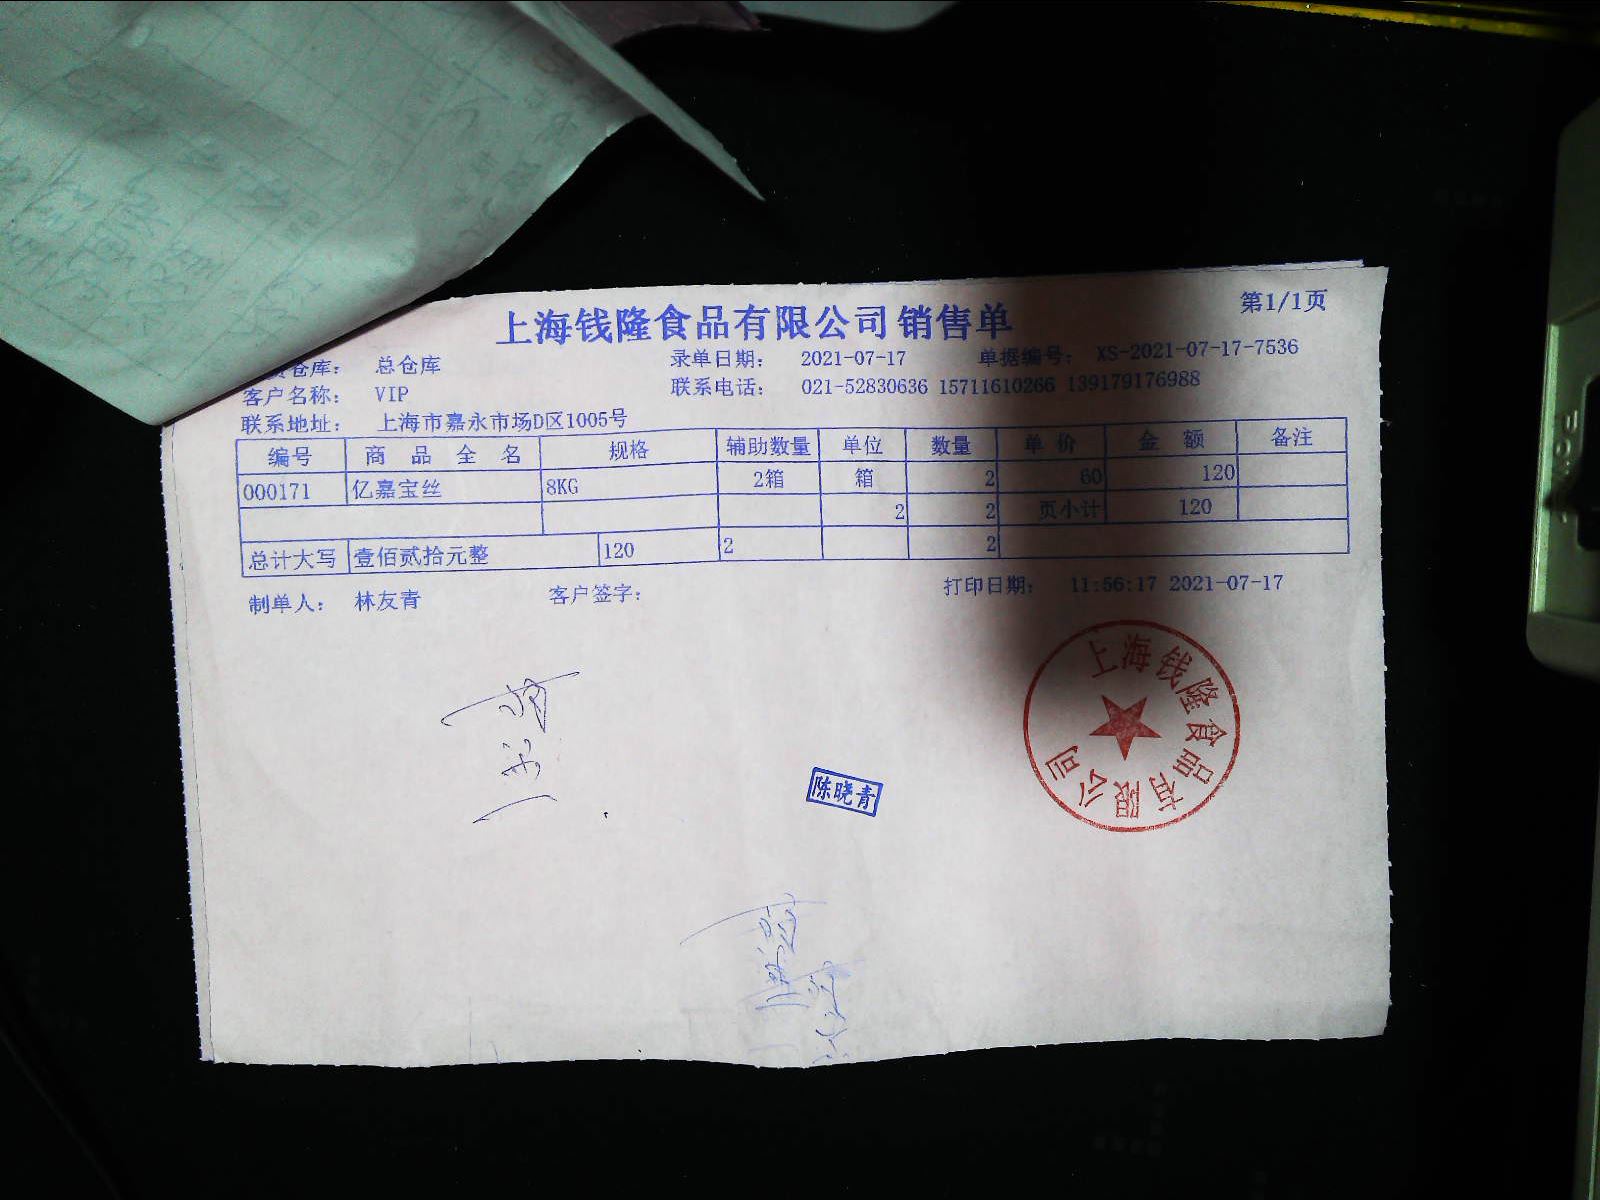 上海钱隆食品有限公司销售单
第1/1页
仓库： 总仓库 录单日期： 2021-07-17 单据编号： XS-2021-07-17-7536
客户名称： VIP 联系电话： 021-52830636 15711610266 139179176988
联系地址： 上海市嘉永市场D区1005号
编号 商品全名 规格 辅助数量 单位 数量 单价 金额 备注
000171 亿嘉宝丝 8KG 2箱 箱 2 60 120
2 2 页小计 120
总计大写 壹佰贰拾元整 120 2 2
制单人： 林友青 客户签字： 打印日期： 11:56:17 2021-07-17
上海钱隆食品有限公司
陈晓青